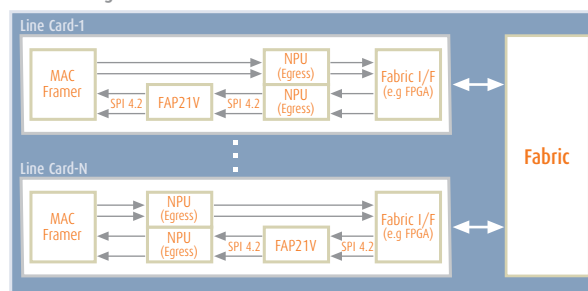 Line Card-1
MAC
Framer
NPU
(Egress)
NPU
(Egress)
Fabric I/F
(e.g FPGA)
SPI 4.2
FAP21V
SPI 4.2
Fabric
Line Card-N
MAC
Framer
NPU
(Egress)
NPU
(Egress)
Fabric I/F
(e.g FPGA)
SPI 4.2
FAP21V
SPI 4.2